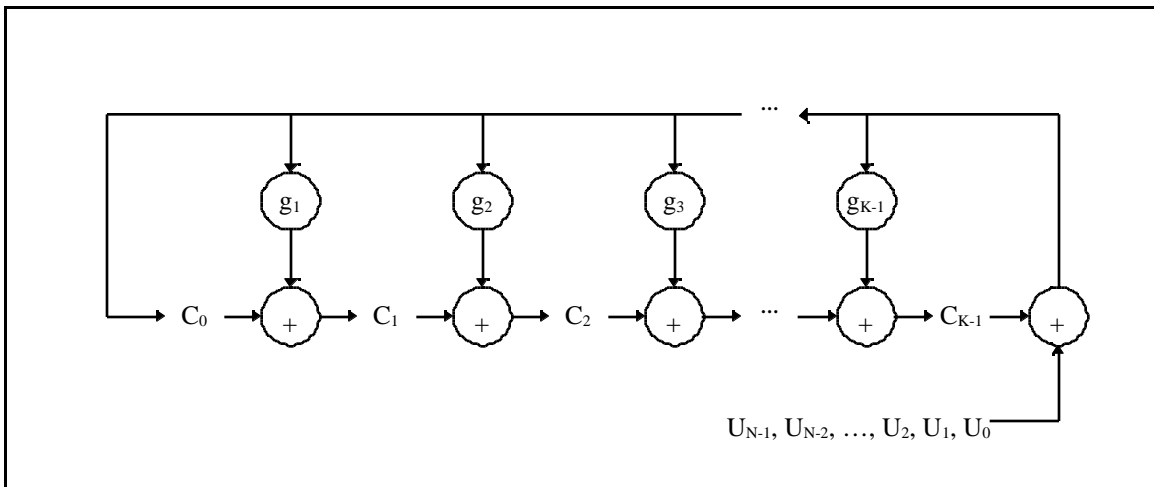 ...
g₁ g₂ g₃ gK-1
C₀ + C₁ + C₂ + ... + CK-1 +
UN-1, UN-2, …, U₂, U₁, U₀